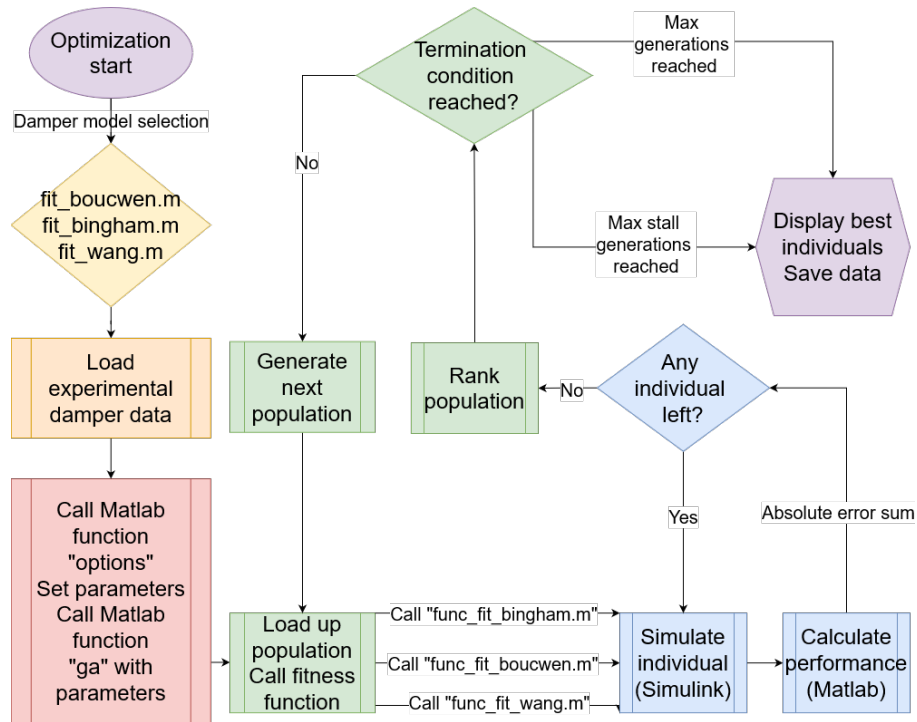 Optimization
start
Damper model selection
fit_boucwen.m
fit_bingham.m
fit_wang.m
Load
experimental
damper data
Call Matlab
function
"options"
Set parameters
Call Matlab
function
"ga" with
parameters
Load up
population
Call fitness
function
Call "func_fit_bingham.m"
Call "func_fit_boucwen.m"
Call "func_fit_wang.m"
Simulate
individual
(Simulink)
Calculate
performance
(Matlab)
Absolute error sum
Any
individual
left?
Yes
No
Rank
population
Termination
condition
reached?
No
Generate
next
population
Max
generations
reached
Max stall
generations
reached
Display best
individuals
Save data